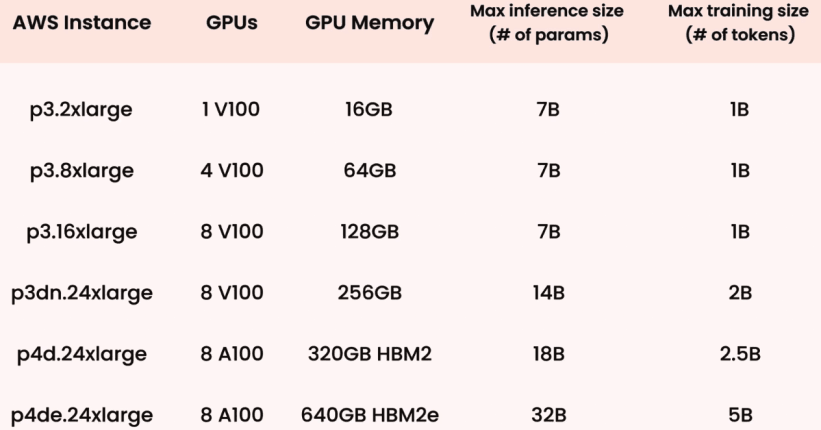 AWS Instance GPUs GPU Memory Max inference size (# of params) Max training size (# of tokens)
p3.2xlarge 1 V100 16GB 7B 1B
p3.8xlarge 4 V100 64GB 7B 1B
p3.16xlarge 8 V100 128GB 7B 1B
p3dn.24xlarge 8 V100 256GB 14B 2B
p4d.24xlarge 8 A100 320GB HBM2 18B 2.5B
p4de.24xlarge 8 A100 640GB HBM2e 32B 5B